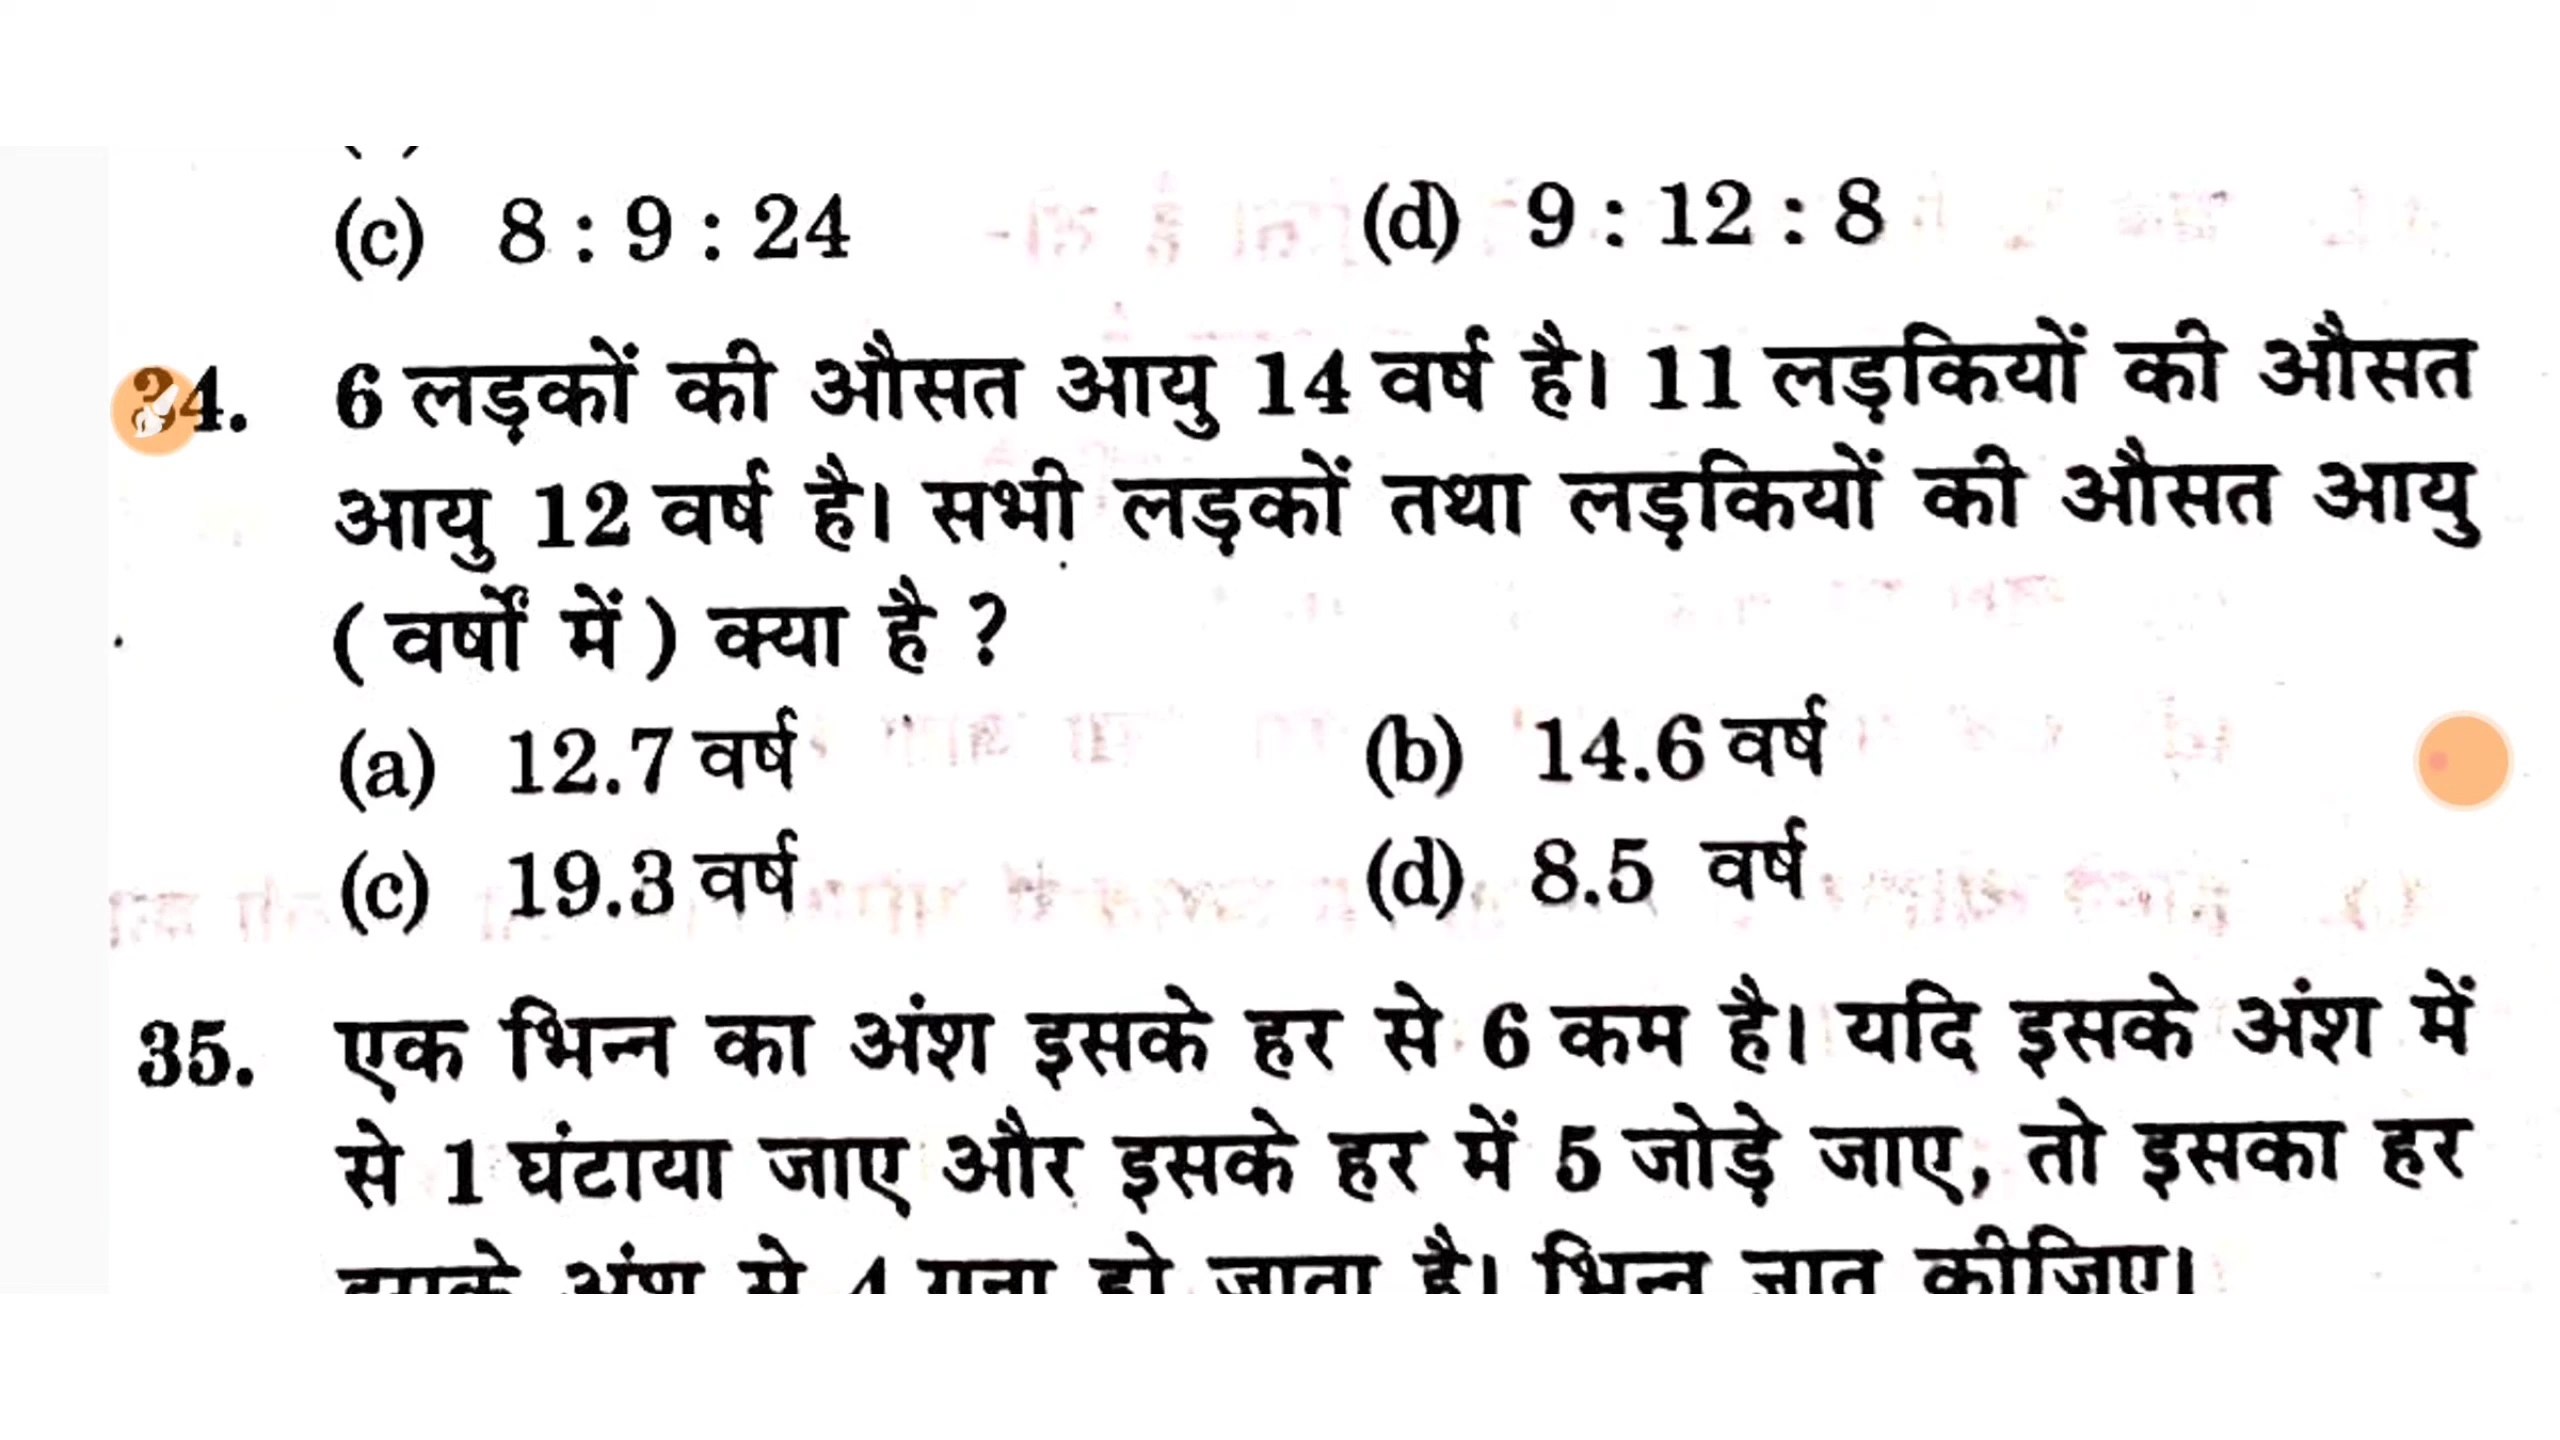 (c) 8 : 9 : 24 (d) 9 : 12 : 8
34. 6 लड़कों की औसत आयु 14 वर्ष है। 11 लड़कियों की औसत
आयु 12 वर्ष है। सभी लड़कों तथा लड़कियों की औसत आयु
( वर्षों में ) क्या है ?
(a) 12.7 वर्ष (b) 14.6 वर्ष
(c) 19.3 वर्ष (d) 8.5 वर्ष
35. एक भिन्न का अंश इसके हर से 6 कम है। यदि इसके अंश में
से 1 घंटाया जाए और इसके हर में 5 जोड़े जाए, तो इसका हर
इसके अंश से 4 गुना हो जाता है। भिन्न ज्ञात कीजिए।